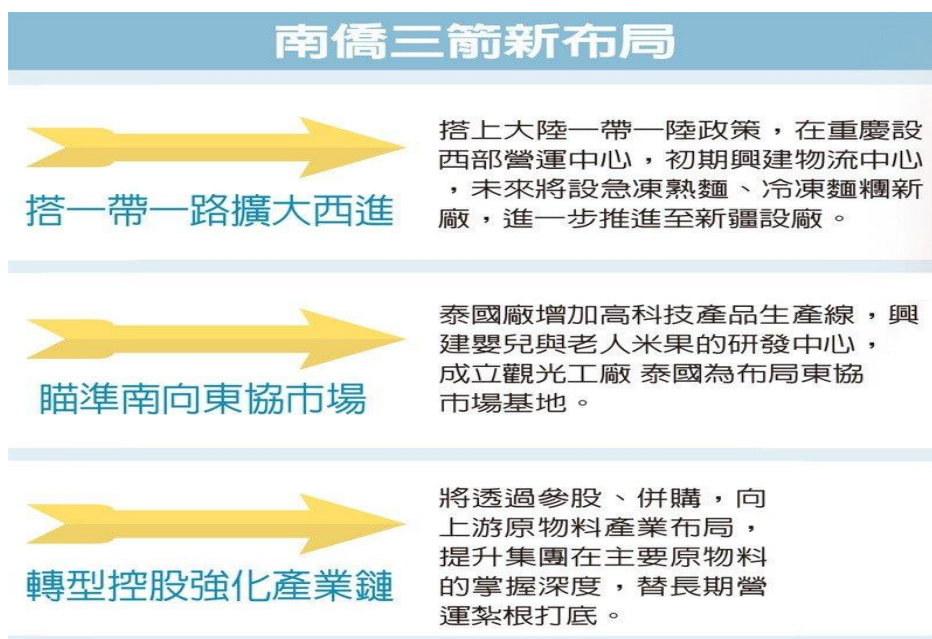 南僑三箭新布局
搭一帶一路擴大西進
搭上大陸一帶一陸政策，在重慶設
西部營運中心，初期興建物流中心
，未來將設急凍熟麵、冷凍麵糰新
廠，進一步推進至新疆設廠。
瞄準南向東協市場
泰國廠增加高科技產品生產線，興
建嬰兒與老人米果的研發中心，
成立觀光工廠 泰國為布局東協
市場基地。
轉型控股強化產業鏈
將透過參股、併購，向
上游原物料產業布局，
提升集團在主要原物料
的掌握深度，替長期營
運紮根打底。